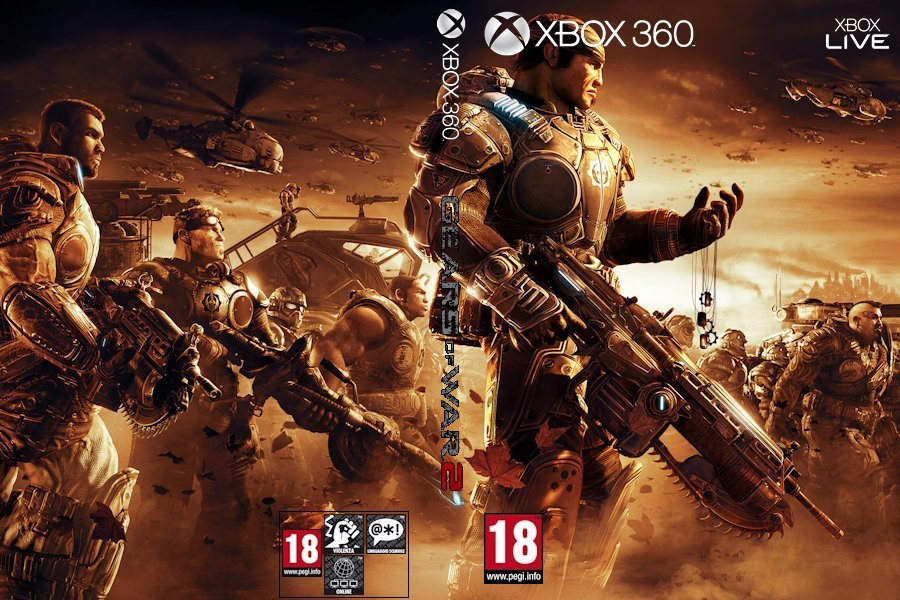 XBOX 360
GEARS OF WAR 2
XBOX 360
XBOX
LIVE
18
www.pegi.info
VIOLENZA
@*!
LINGUAGGIO SCURRILE
ONLINE
18
www.pegi.info